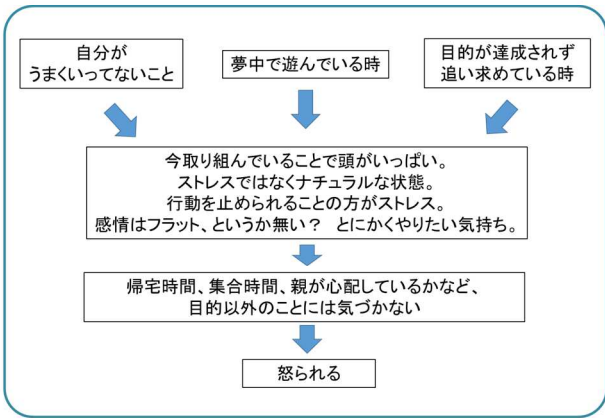 自分が
うまくいってないこと
夢中で遊んでいる時
目的が達成されず
追い求めている時
今取り組んでいることで頭がいっぱい。
ストレスではなくナチュラルな状態。
行動を止められることの方がストレス。
感情はフラット、というか無い？　とにかくやりたい気持ち。
帰宅時間、集合時間、親が心配しているかなど、
目的以外のことには気づかない
怒られる